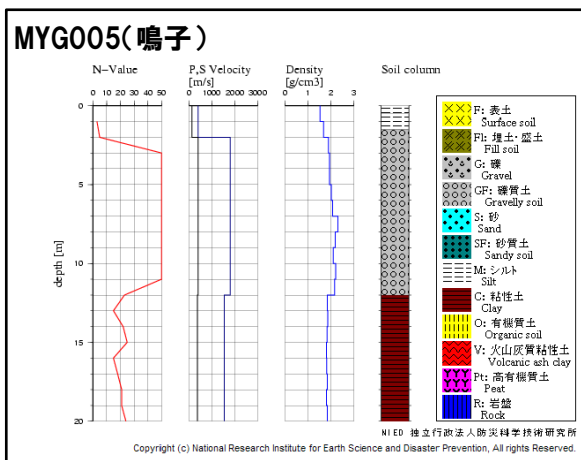 MYG005(鳴子)
N-Value
P,S Velocity
[m/s]
Density
[g/cm3]
Soil column
0 10 20 30 40 50
0 1000 2000 3000
0 1 2 3
0
5
10
15
20
depth [m]
F: 表土
Surface soil
Fl: 埋土・盛土
Fill soil
G: 礫
Gravel
GF: 礫質土
Gravelly soil
S: 砂
Sand
SF: 砂質土
Sandy soil
M: シルト
Silt
C: 粘性土
Clay
O: 有機質土
Organic soil
V: 火山灰質粘性土
Volcanic ash clay
Pt: 高有機質土
Peat
R: 岩盤
Rock
NIED 独立行政法人防災科学技術研究所
Copyright (c) National Research Institute for Earth Science and Disaster Prevention, All rights Reserved.